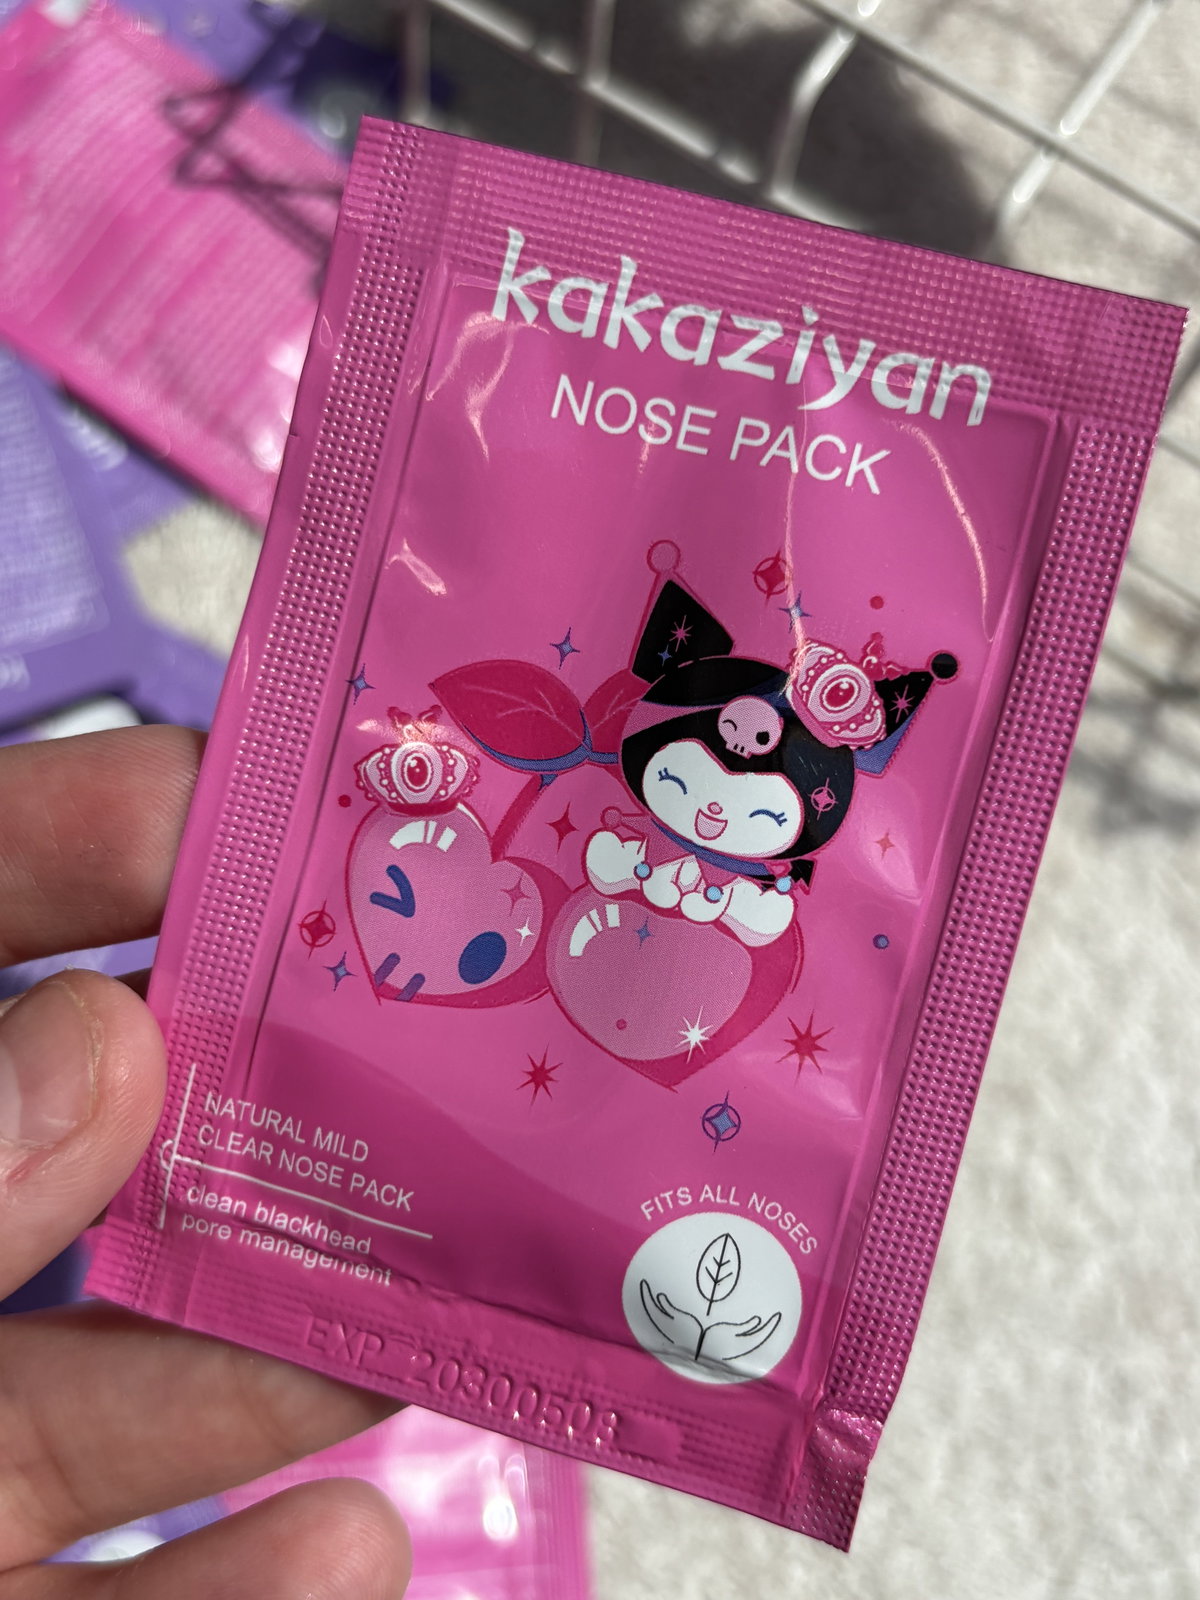 kakaziyan
NOSE PACK
NATURAL MILD
CLEAR NOSE PACK
clean blackhead
pore management
FITS ALL NOSES
EXP 20300508